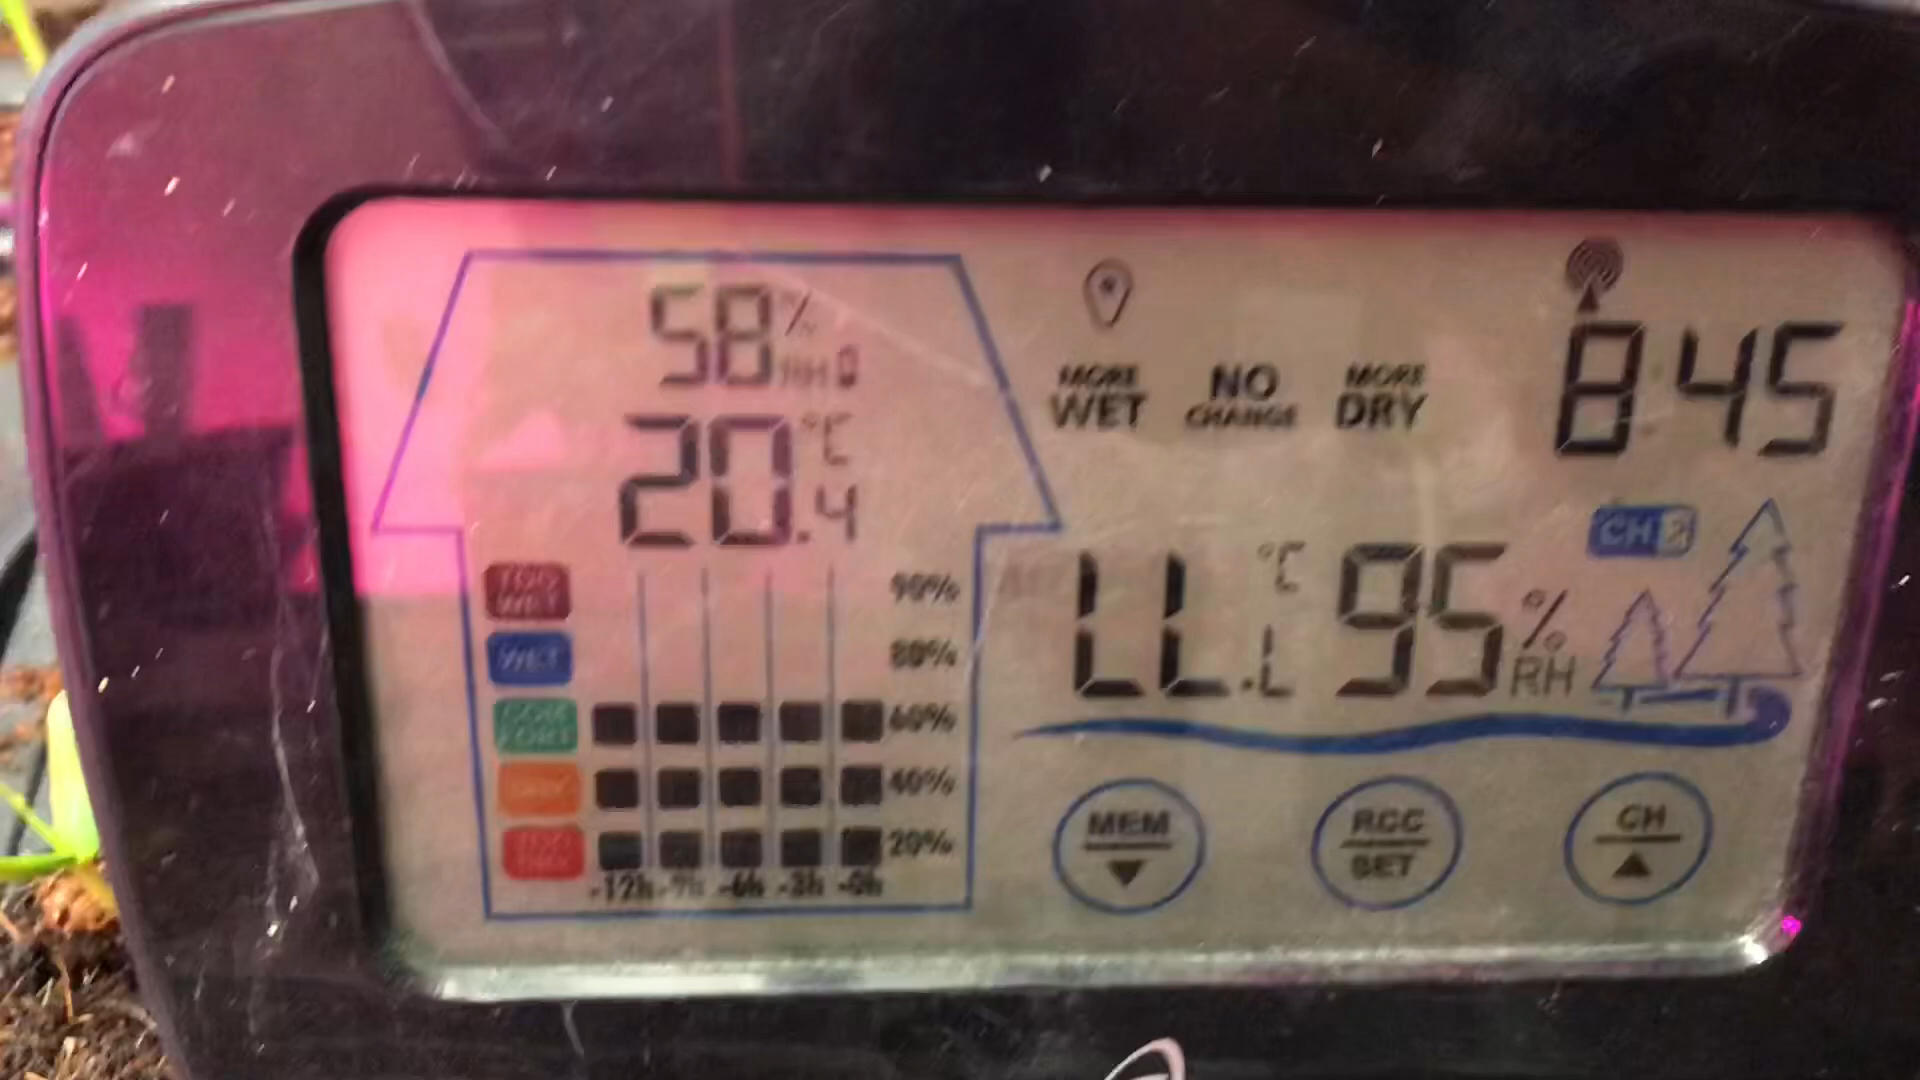 58%
RH
20.4°C
TOO WET
WET
COMFORT
DRY
TOO DRY
90%
80%
60%
40%
20%
-12h -9h -6h -3h -0h
MORE WET
NO CHANGE
MORE DRY
8:45
CH 2
LL.L°C 95% RH
MEM
RCC
SET
CH